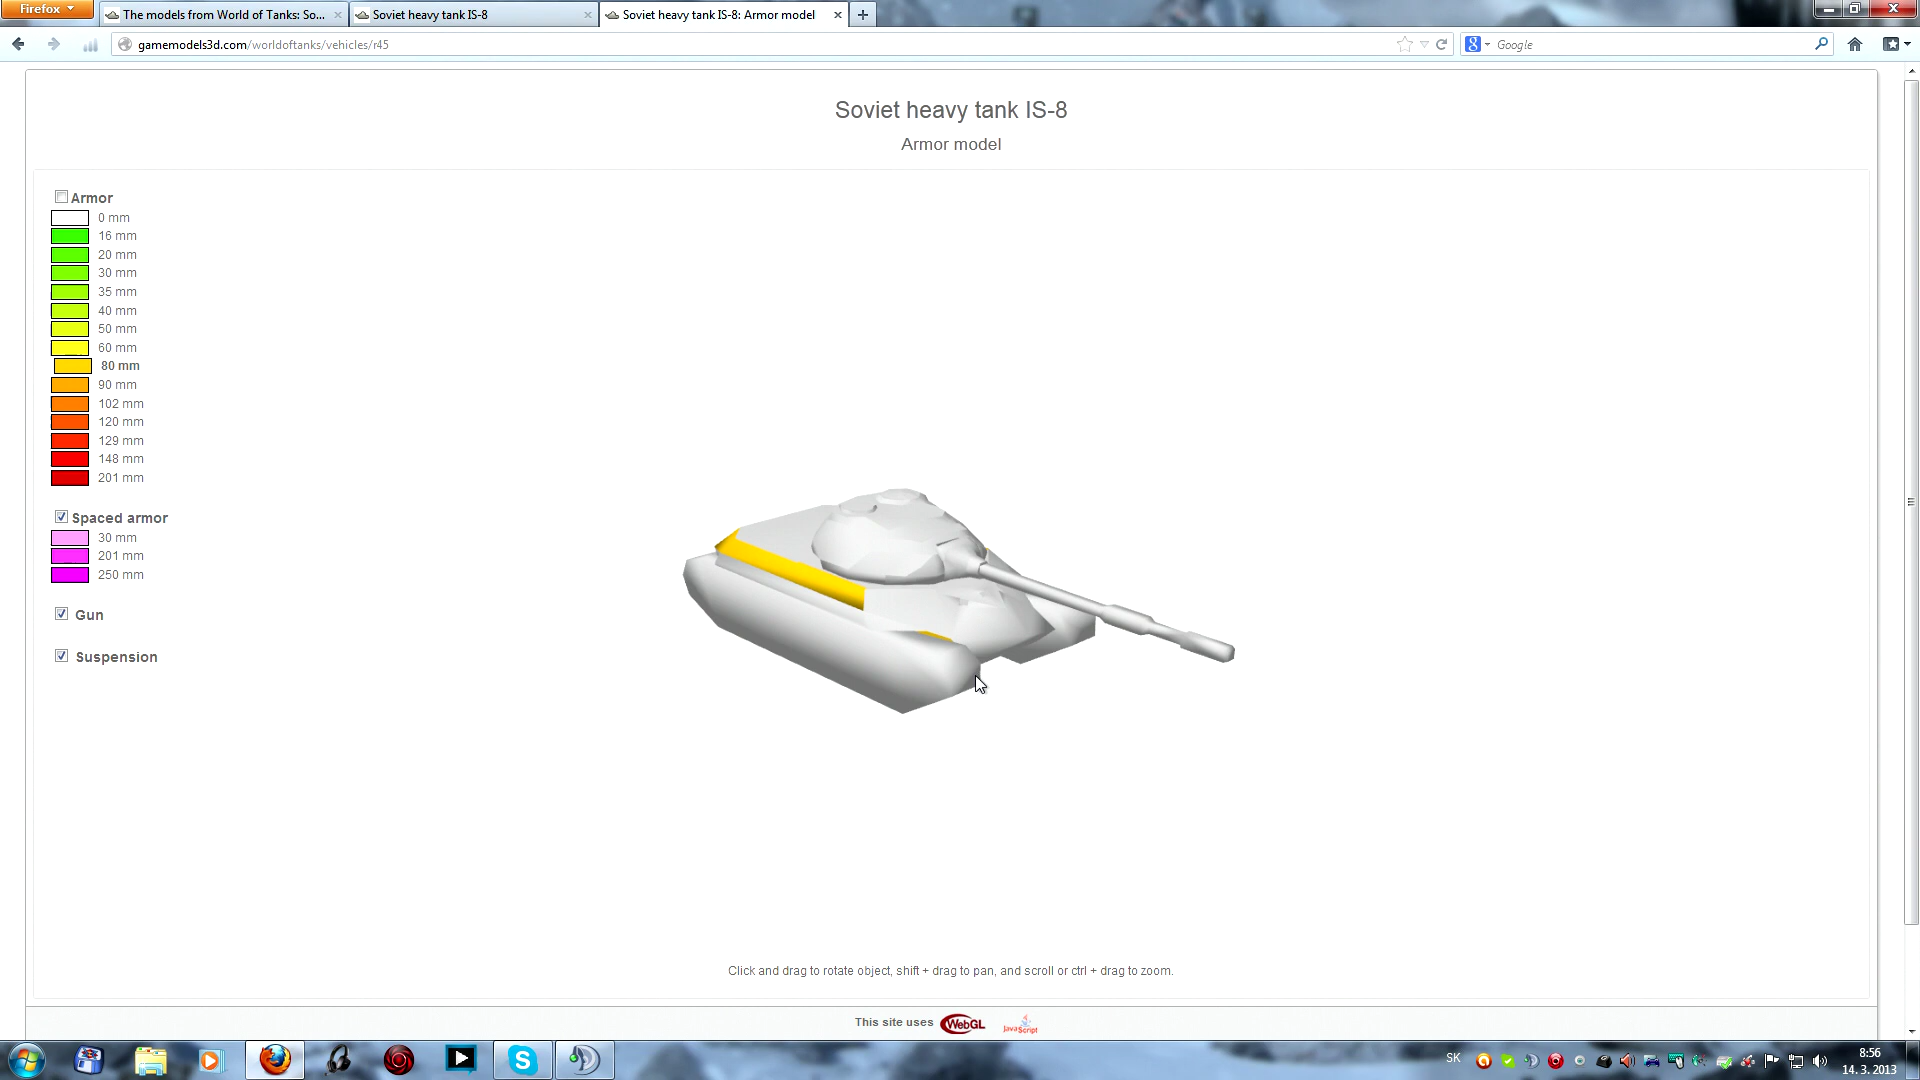 Firefox
The models from World of Tanks: So...
Soviet heavy tank IS-8
Soviet heavy tank IS-8: Armor model
gamemodels3d.com/worldoftanks/vehicles/r45
Google
Soviet heavy tank IS-8
Armor model
Armor
0 mm
16 mm
20 mm
30 mm
35 mm
40 mm
50 mm
60 mm
80 mm
90 mm
102 mm
120 mm
129 mm
148 mm
201 mm
Spaced armor
30 mm
201 mm
250 mm
Gun
Suspension
Click and drag to rotate object, shift + drag to pan, and scroll or ctrl + drag to zoom.
This site uses WebGL JavaScript
SK
8:56
14. 3. 2013